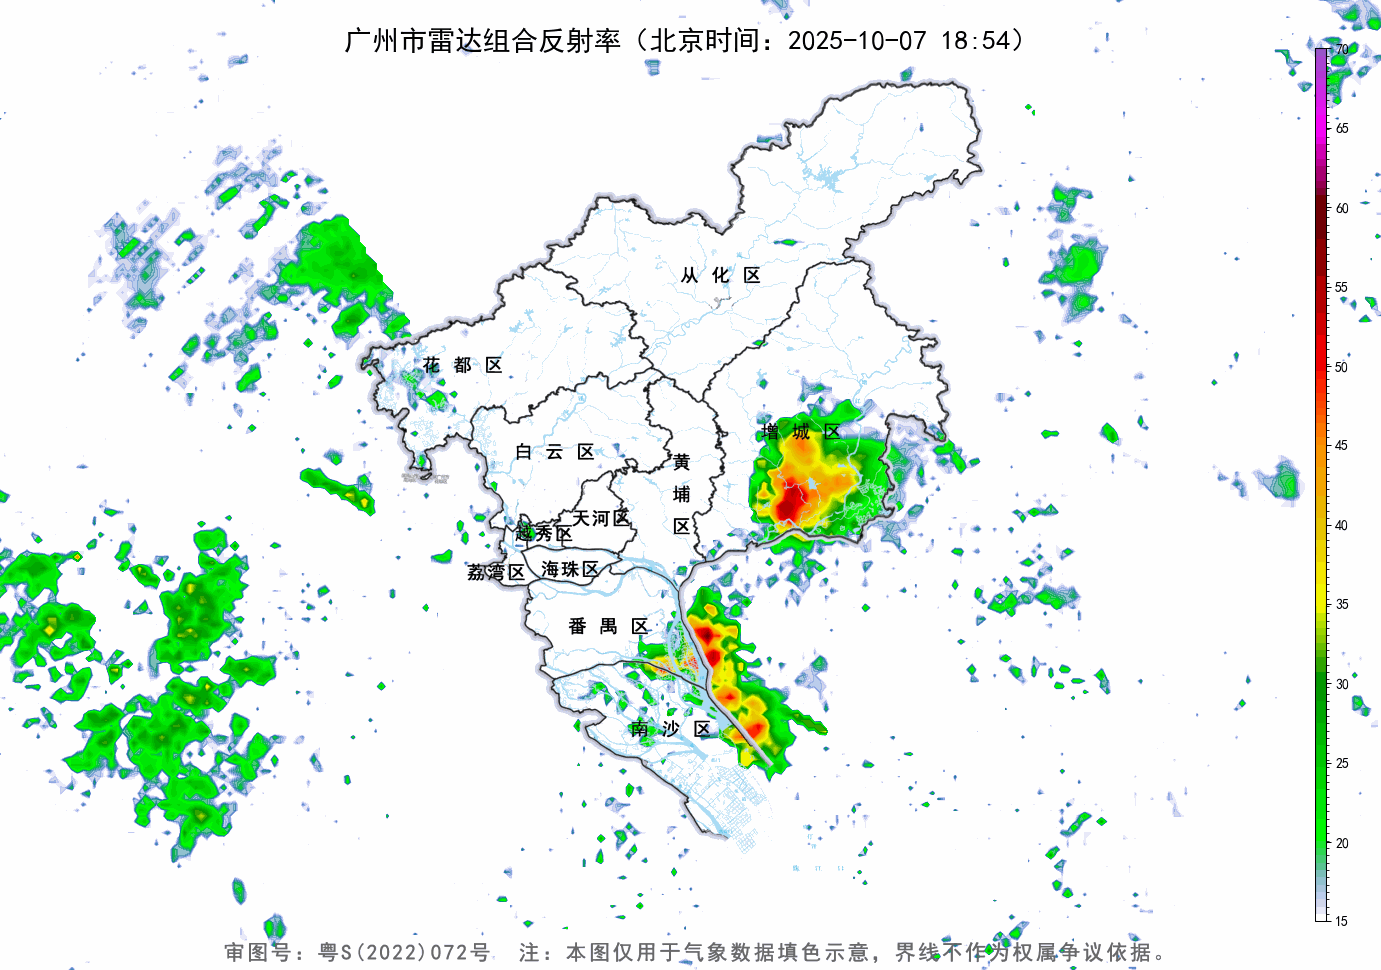 广州市雷达组合反射率（北京时间：2025-10-07 18:54）
70
65
60
55
50
45
40
35
30
25
20
15
从化区
花都区
增城区
白云区
黄埔区
天河区
越秀区
荔湾区
海珠区
番禺区
南沙区
审图号：粤S(2022)072号　注：本图仅用于气象数据填色示意，界线不作为权属争议依据。